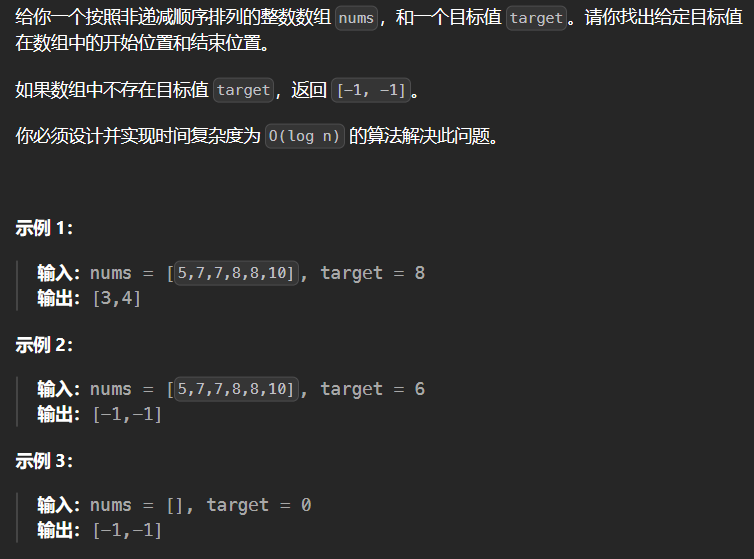 给你一个按照非递减顺序排列的整数数组 nums，和一个目标值 target。请你找出给定目标值
在数组中的开始位置和结束位置。
如果数组中不存在目标值 target，返回 [-1, -1]。
你必须设计并实现时间复杂度为 O(log n) 的算法解决此问题。
示例 1：
输入：nums = [5,7,7,8,8,10], target = 8
输出：[3,4]
示例 2：
输入：nums = [5,7,7,8,8,10], target = 6
输出：[-1,-1]
示例 3：
输入：nums = [], target = 0
输出：[-1,-1]